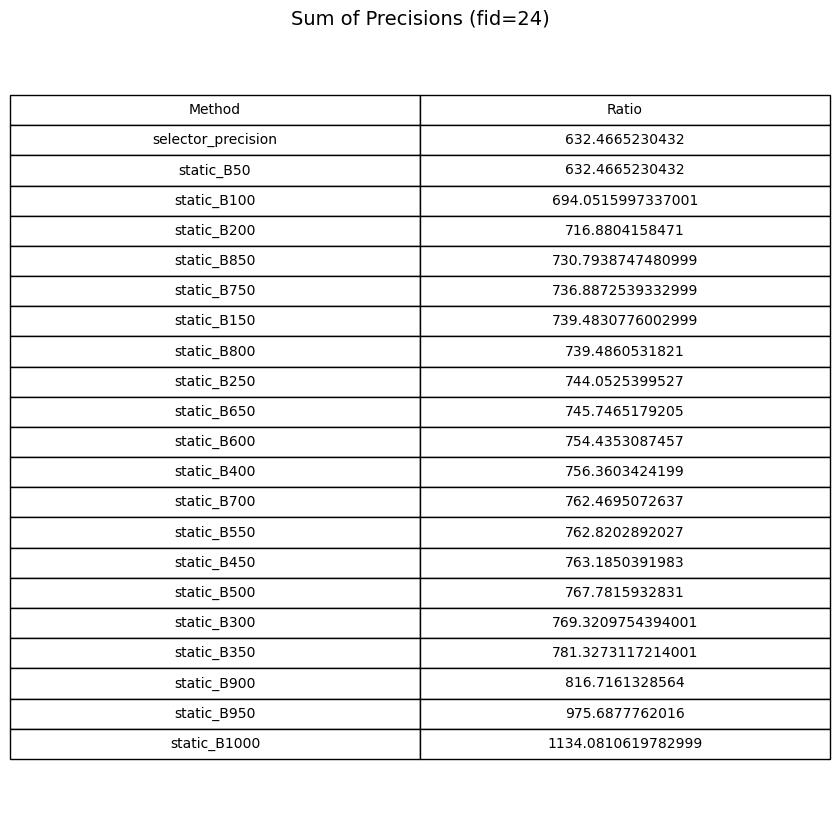 Sum of Precisions (fid=24)
Method Ratio
selector_precision 632.4665230432
static_B50 632.4665230432
static_B100 694.0515997337001
static_B200 716.8804158471
static_B850 730.7938747480999
static_B750 736.8872539332999
static_B150 739.4830776002999
static_B800 739.4860531821
static_B250 744.0525399527
static_B650 745.7465179205
static_B600 754.4353087457
static_B400 756.3603424199
static_B700 762.4695072637
static_B550 762.8202892027
static_B450 763.1850391983
static_B500 767.7815932831
static_B300 769.3209754394001
static_B350 781.3273117214001
static_B900 816.7161328564
static_B950 975.6877762016
static_B1000 1134.0810619782999